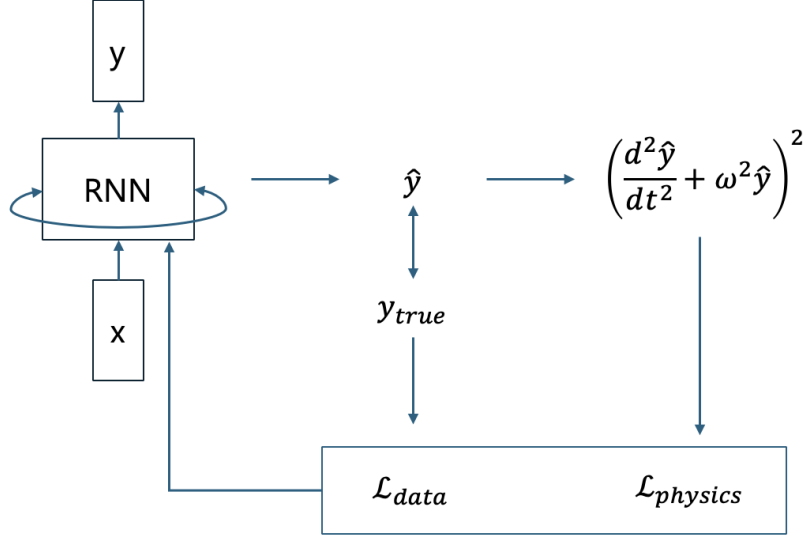 y
RNN
x
ŷ
(d²ŷ/dt² + ω²ŷ)²
y_true
ℒ_data
ℒ_physics